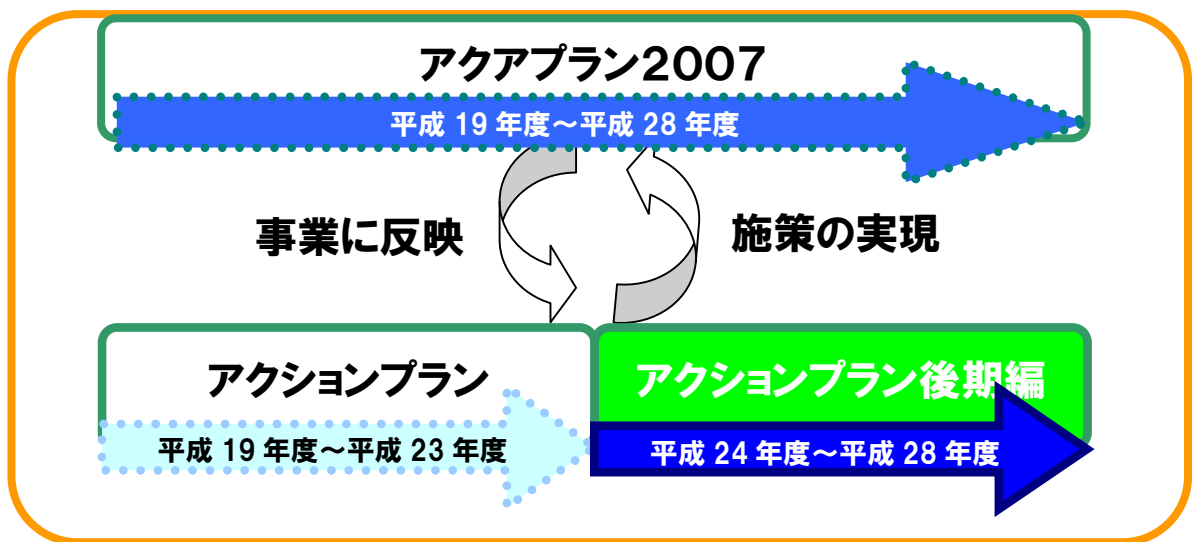 アクアプラン2007
平成 19 年度～平成 28 年度
事業に反映
施策の実現
アクションプラン
アクションプラン後期編
平成 19 年度～平成 23 年度
平成 24 年度～平成 28 年度